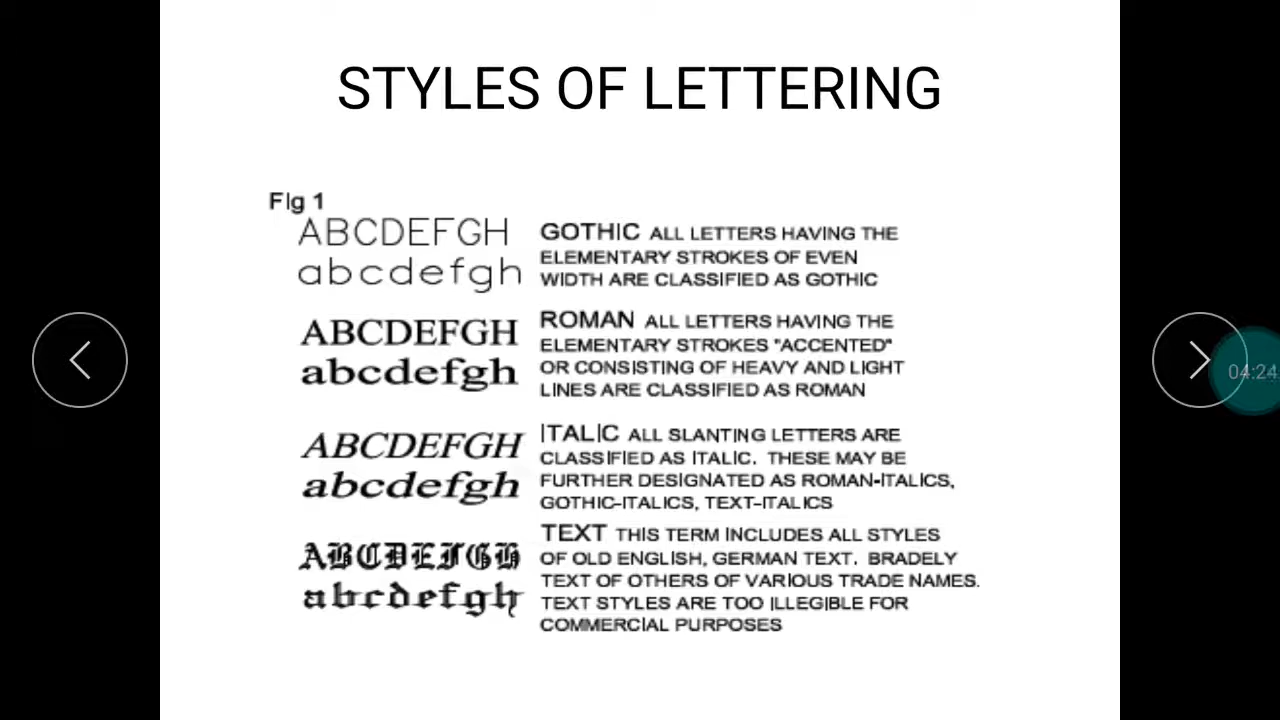 STYLES OF LETTERING
Fig 1
ABCDEFGH
abcdefgh
GOTHIC ALL LETTERS HAVING THE
ELEMENTARY STROKES OF EVEN
WIDTH ARE CLASSIFIED AS GOTHIC
ABCDEFGH
abcdefgh
ROMAN ALL LETTERS HAVING THE
ELEMENTARY STROKES "ACCENTED"
OR CONSISTING OF HEAVY AND LIGHT
LINES ARE CLASSIFIED AS ROMAN
ABCDEFGH
abcdefgh
ITALIC ALL SLANTING LETTERS ARE
CLASSIFIED AS ITALIC. THESE MAY BE
FURTHER DESIGNATED AS ROMAN-ITALICS,
GOTHIC-ITALICS, TEXT-ITALICS
ABCDEFGH
abcdefgh
TEXT THIS TERM INCLUDES ALL STYLES
OF OLD ENGLISH, GERMAN TEXT. BRADELY
TEXT OF OTHERS OF VARIOUS TRADE NAMES.
TEXT STYLES ARE TOO ILLEGIBLE FOR
COMMERCIAL PURPOSES
04:24